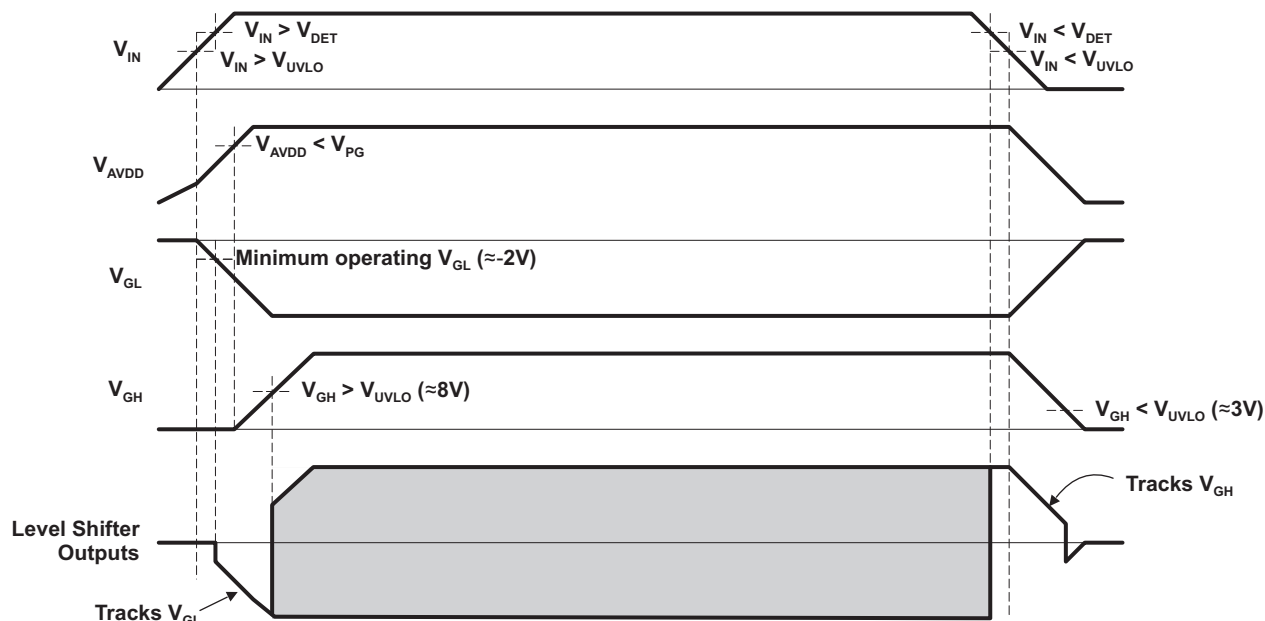 V_IN
V_IN > V_DET
V_IN > V_UVLO
V_IN < V_DET
V_IN < V_UVLO
V_AVDD
V_AVDD < V_PG
V_GL
Minimum operating V_GL (≈-2V)
V_GH
V_GH > V_UVLO (≈8V)
V_GH < V_UVLO (≈3V)
Level Shifter
Outputs
Tracks V_GH
Tracks V_GL